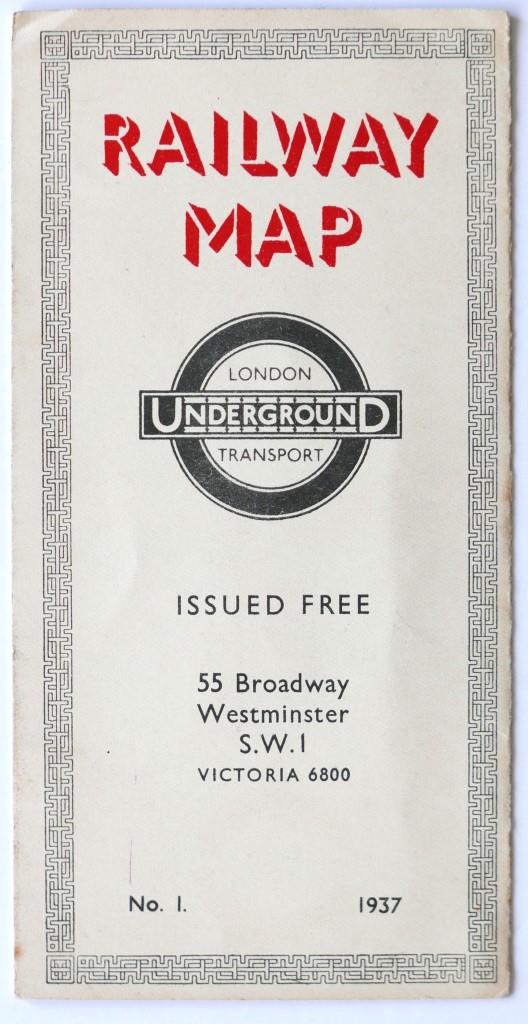 RAILWAY
MAP
LONDON
UNDERGROUND
TRANSPORT
ISSUED FREE
55 Broadway
Westminster
S.W.1
VICTORIA 6800
No. 1. 1937